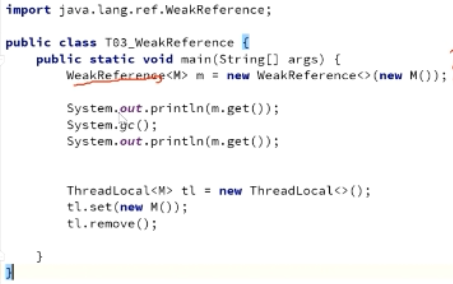 import java.lang.ref.WeakReference;
public class T03_WeakReference {
public static void main(String[] args) {
WeakReference<M> m = new WeakReference<>(new M());
System.out.println(m.get());
System.gc();
System.out.println(m.get());
ThreadLocal<M> tl = new ThreadLocal<>();
tl.set(new M());
tl.remove();
}
}